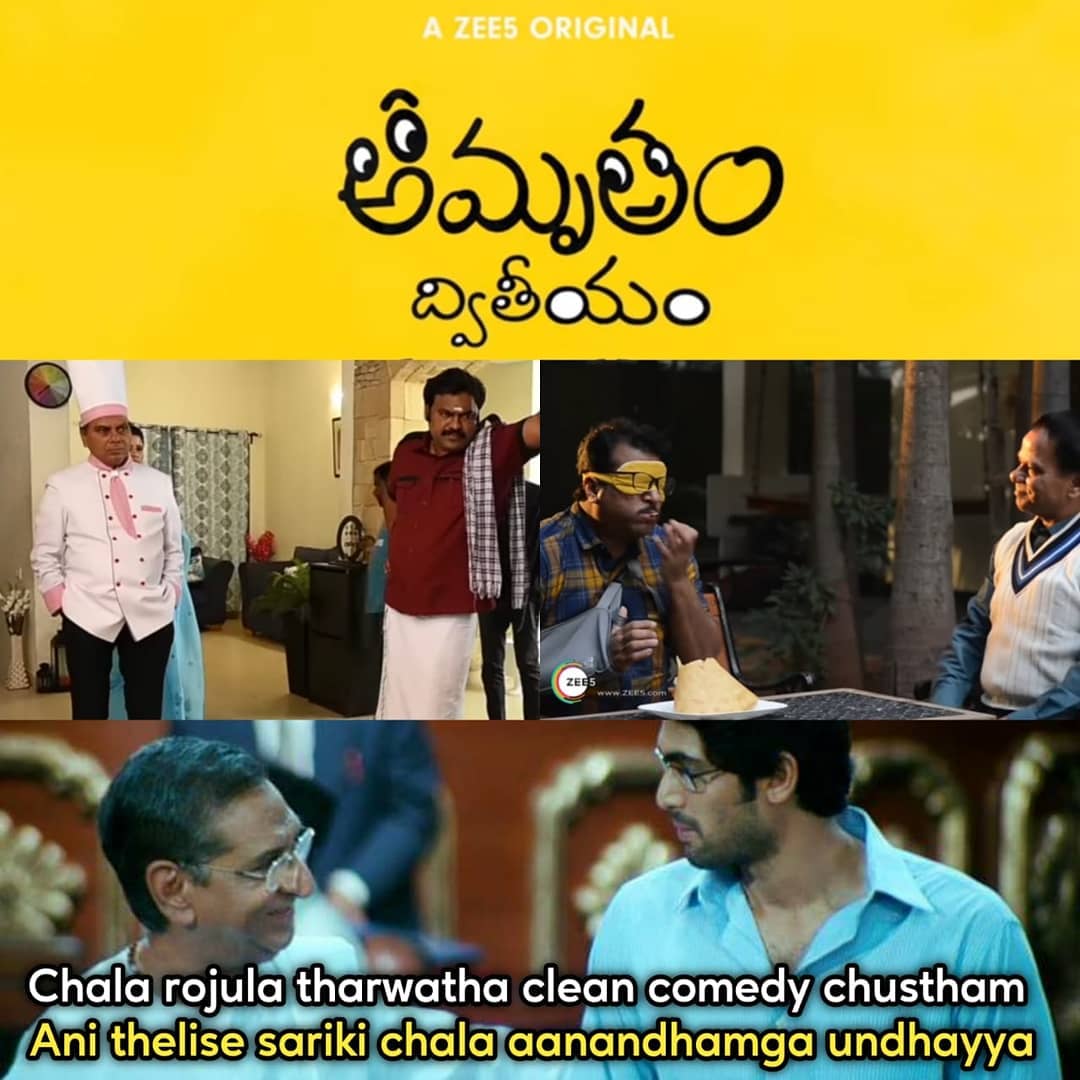 A ZEE5 ORIGINAL
అమృతం
ద్వితీయం
ZEE5
www.ZEE5.com
Chala rojula tharwatha clean comedy chustham
Ani thelise sariki chala aanandhamga undhayya